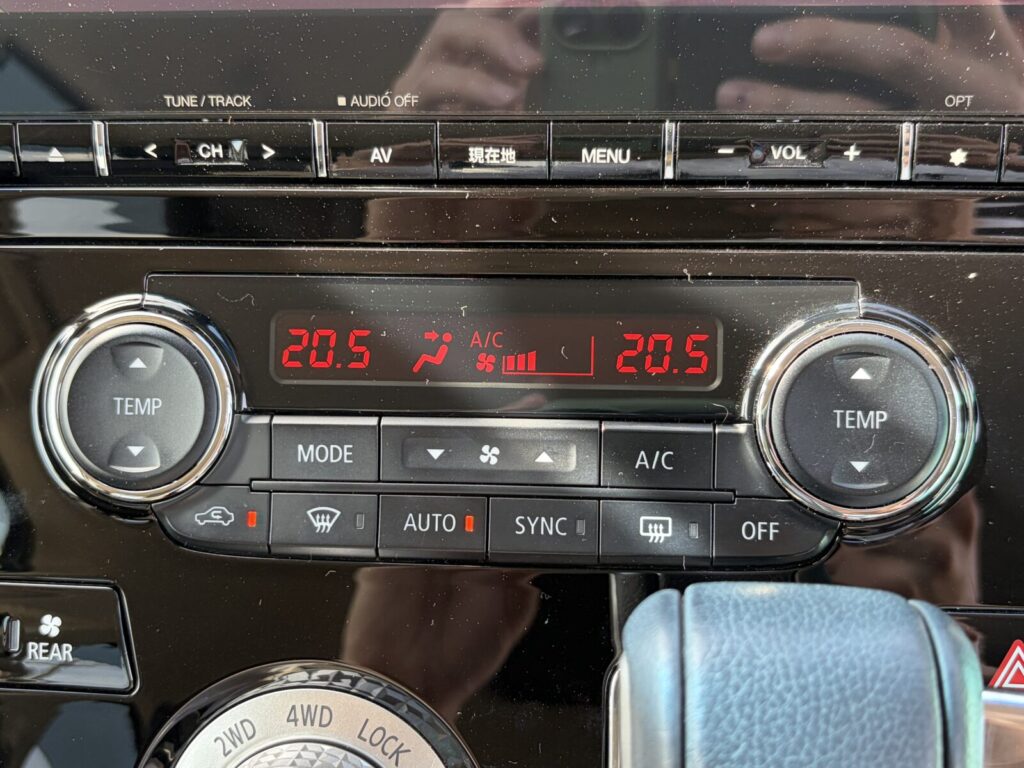 TUNE / TRACK
AUDIO OFF
OPT
CH
AV
現在地
MENU
VOL
20.5
A/C
20.5
TEMP
MODE
A/C
TEMP
AUTO
SYNC
OFF
REAR
2WD
4WD
LOCK